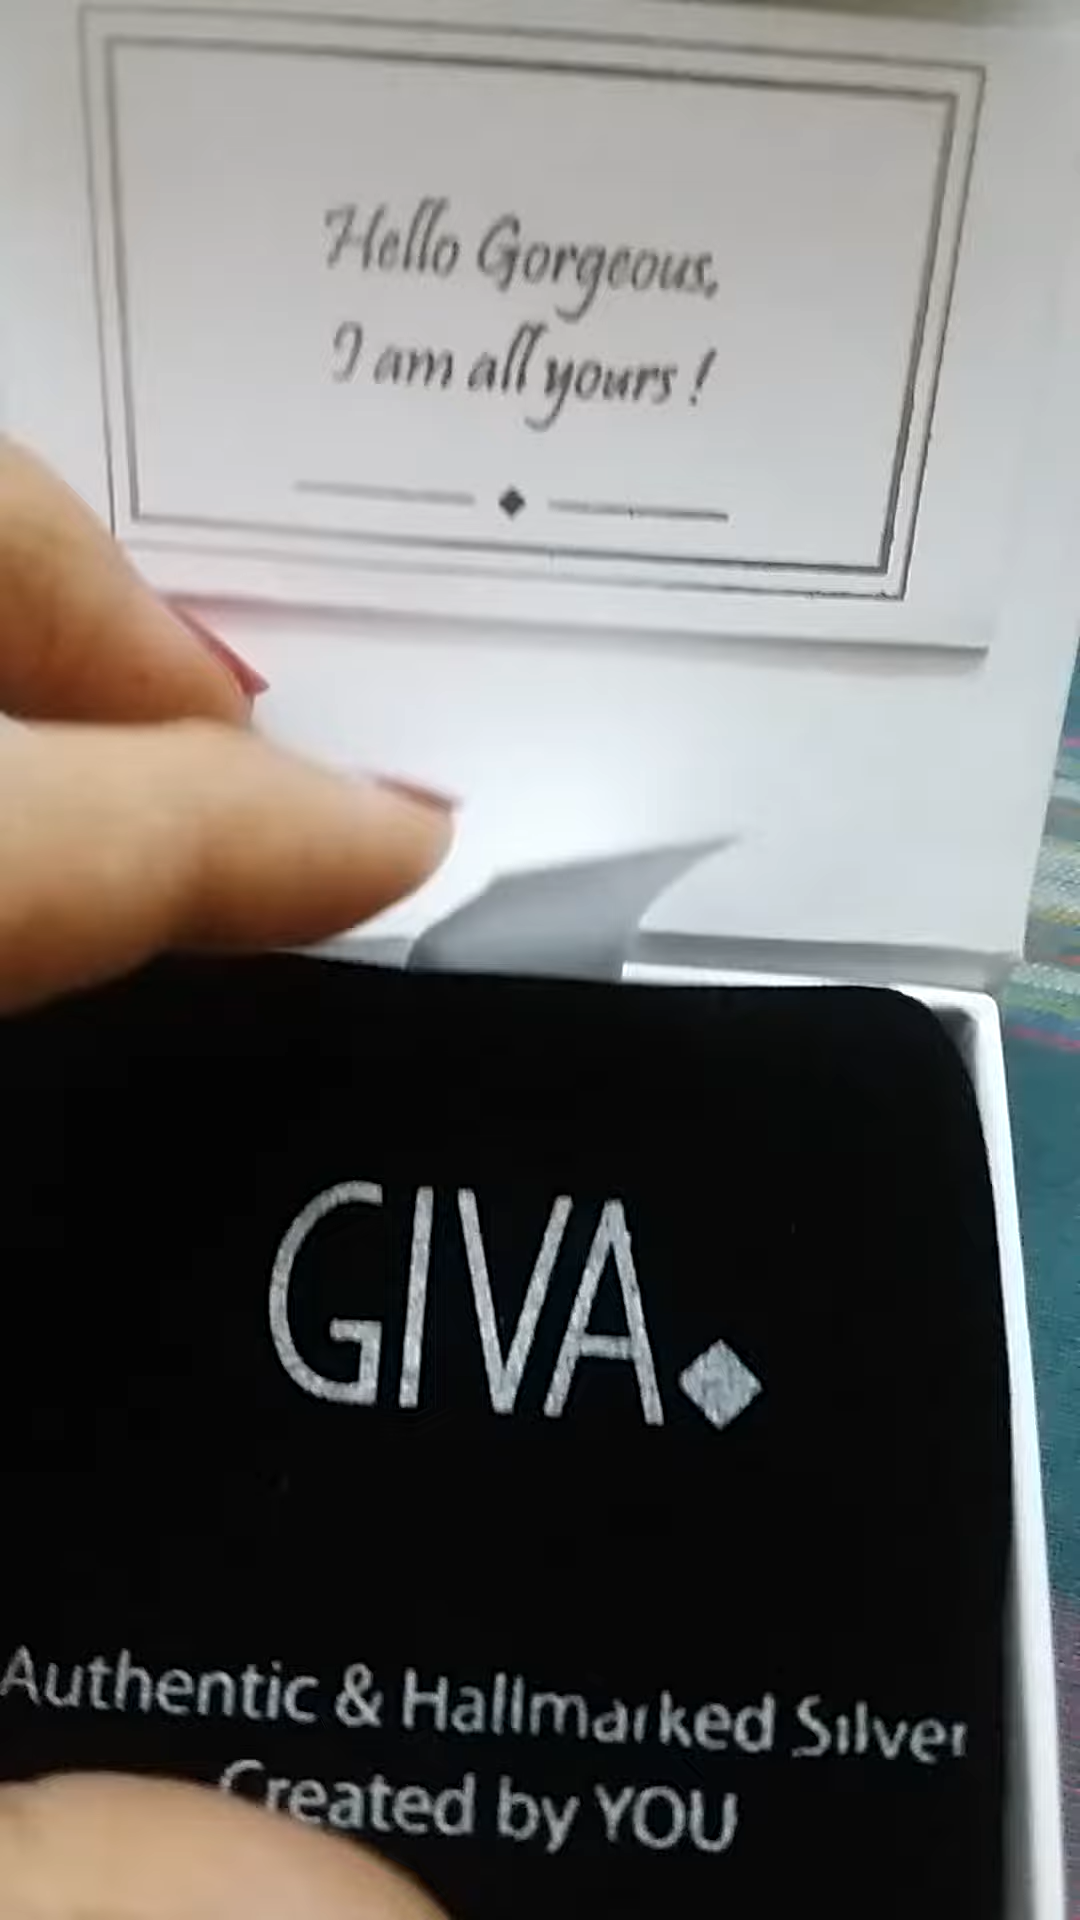 Hello Gorgeous,
I am all yours !
GIVA
Authentic & Hallmarked Silver
Created by YOU